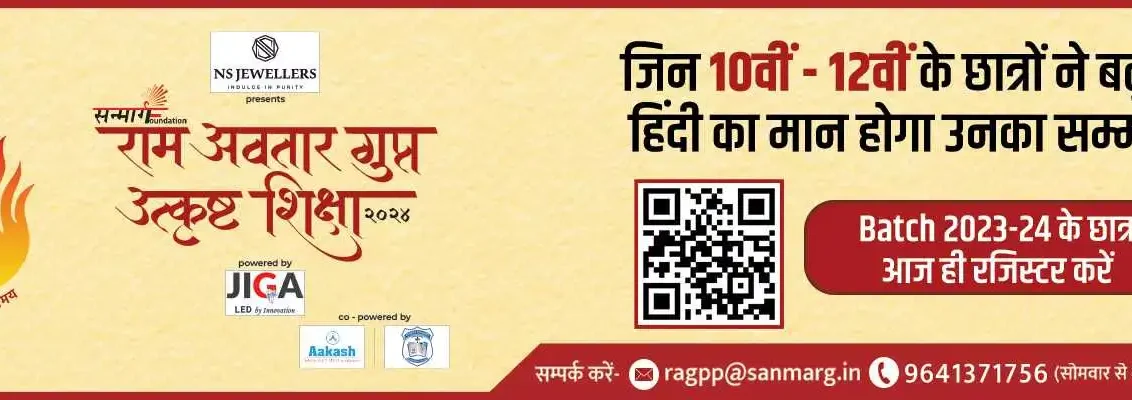 NS JEWELLERS
INDULGE IN PURITY
presents
सन्मार्ग Foundation
राम अवतार गुप्त
उत्कृष्ट शिक्षा २०२४
powered by
JIGA
LED by Innovation
co - powered by
Aakash
जिन 10वीं - 12वीं के छात्रों ने
हिंदी का मान होगा उनका
Batch 2023-24 के
आज ही रजिस्टर करें
सम्पर्क करें- ragpp@sanmarg.in 9641371756 (सोमवार से